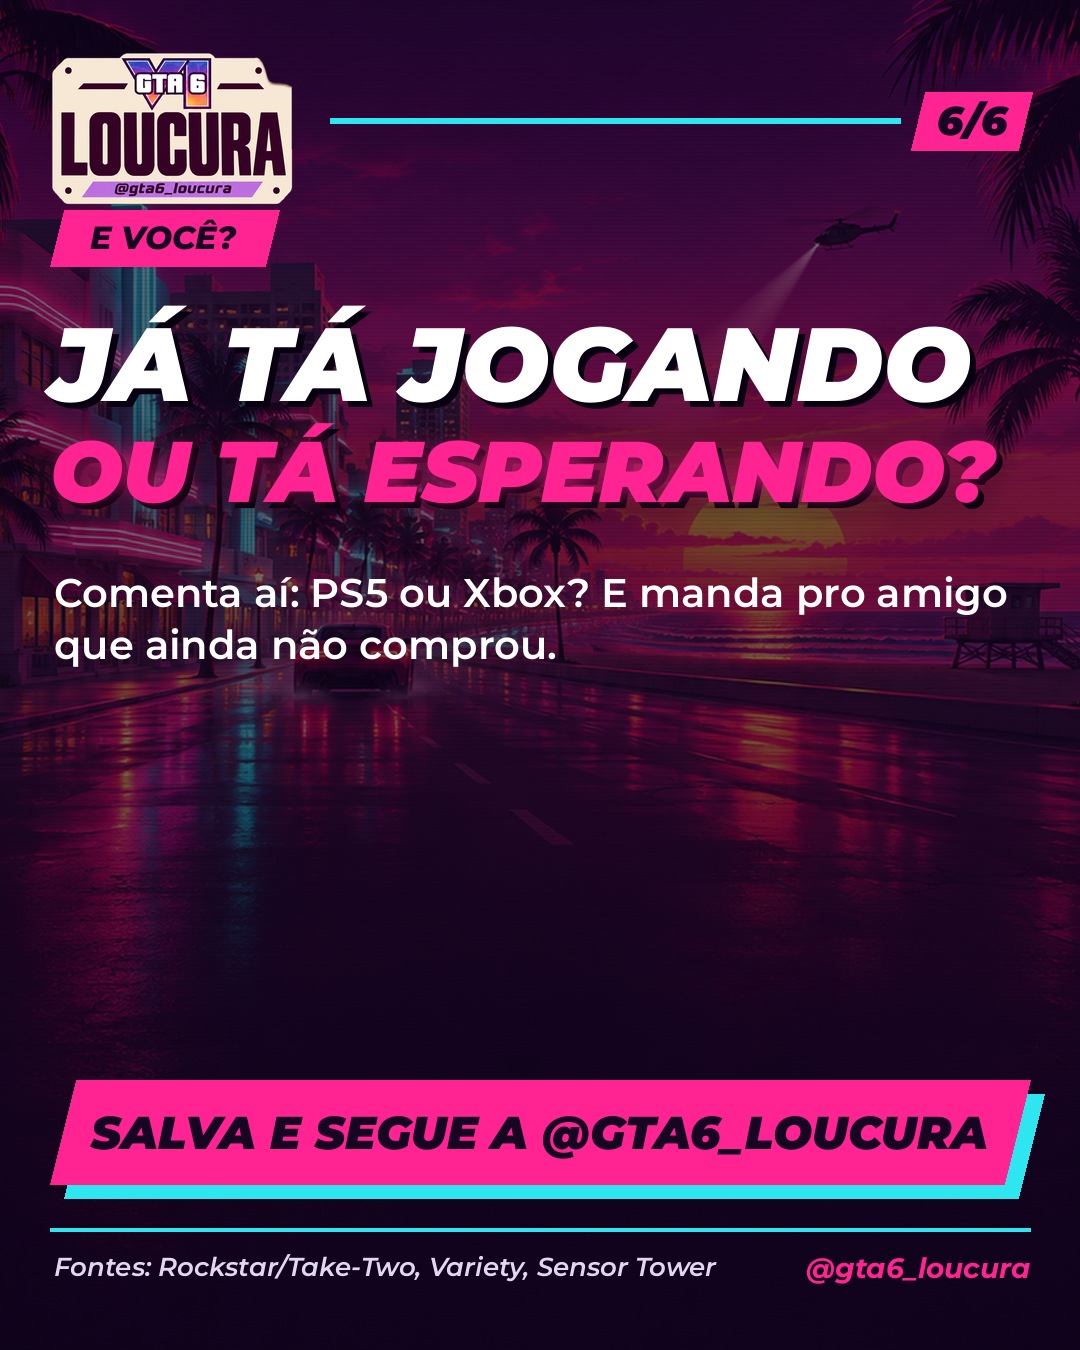 GTA 6
LOUCURA
@gta6_loucura
6/6
E VOCÊ?
JÁ TÁ JOGANDO
OU TÁ ESPERANDO?
Comenta aí: PS5 ou Xbox? E manda pro amigo
que ainda não comprou.
SALVA E SEGUE A @GTA6_LOUCURA
Fontes: Rockstar/Take-Two, Variety, Sensor Tower
@gta6_loucura